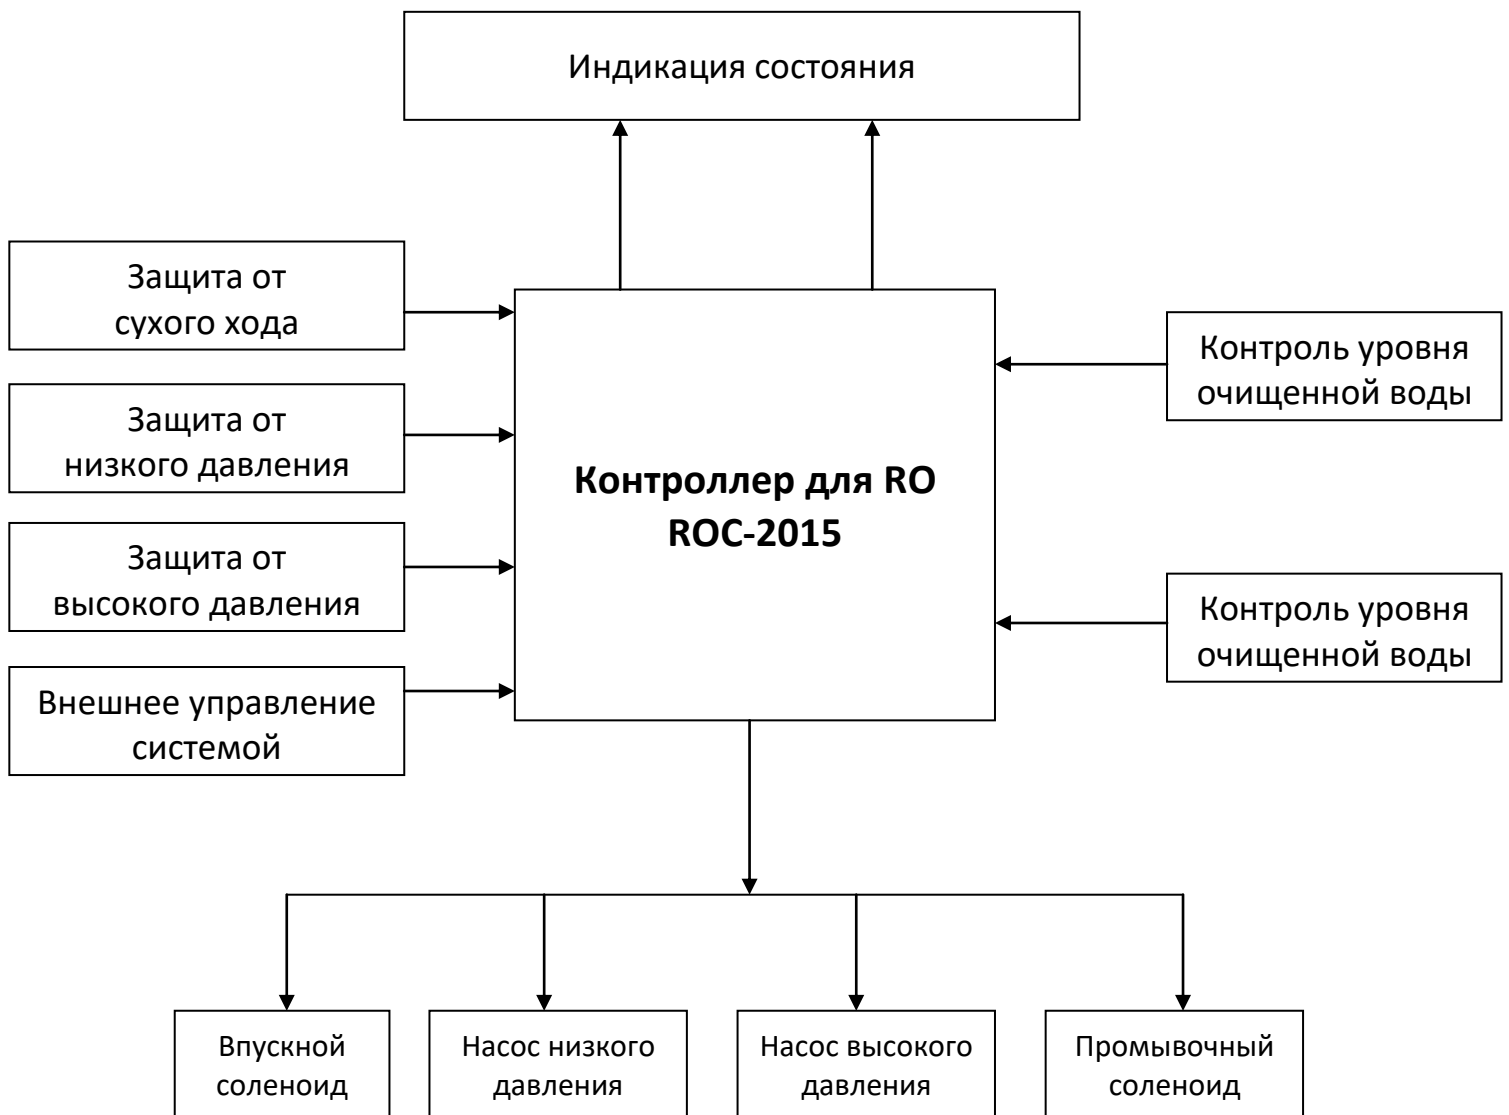 Индикация состояния
Защита от
сухого хода
Защита от
низкого давления
Защита от
высокого давления
Внешнее управление
системой
Контроллер для RO
ROC-2015
Контроль уровня
очищенной воды
Контроль уровня
очищенной воды
Впускной
соленоид
Насос низкого
давления
Насос высокого
давления
Промывочный
соленоид